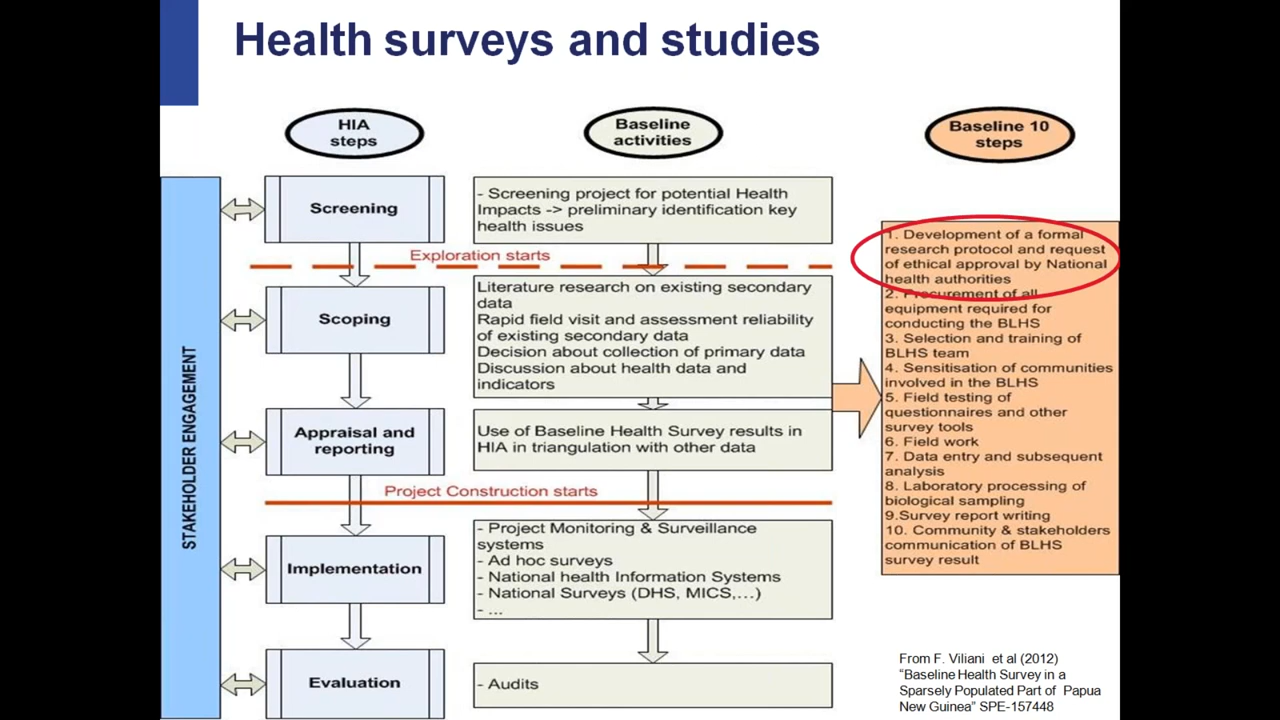 Health surveys and studies
HIA
steps
Baseline
activities
Baseline 10
steps
STAKEHOLDER ENGAGEMENT
Screening
- Screening project for potential Health
Impacts -> preliminary identification key
health issues
Exploration starts
Scoping
Literature research on existing secondary
data
Rapid field visit and assessment reliability
of existing secondary data
Decision about collection of primary data
Discussion about health data and
indicators
Appraisal and
reporting
Use of Baseline Health Survey results in
HIA in triangulation with other data
Project Construction starts
Implementation
- Project Monitoring & Surveillance
systems
- Ad hoc surveys
- National health Information Systems
- National Surveys (DHS, MICS,...)
- ...
Evaluation
- Audits
1. Development of a formal
research protocol and request
of ethical approval by National
health authorities
2. Procurement of all
equipment required for
conducting the BLHS
3. Selection and training of
BLHS team
4. Sensitisation of communities
involved in the BLHS
5. Field testing of
questionnaires and other
survey tools
6. Field work
7. Data entry and subsequent
analysis
8. Laboratory processing of
biological sampling
9.Survey report writing
10. Community & stakeholders
communication of BLHS
survey result
From F. Viliani et al (2012)
“Baseline Health Survey in a
Sparsely Populated Part of Papua
New Guinea” SPE-157448